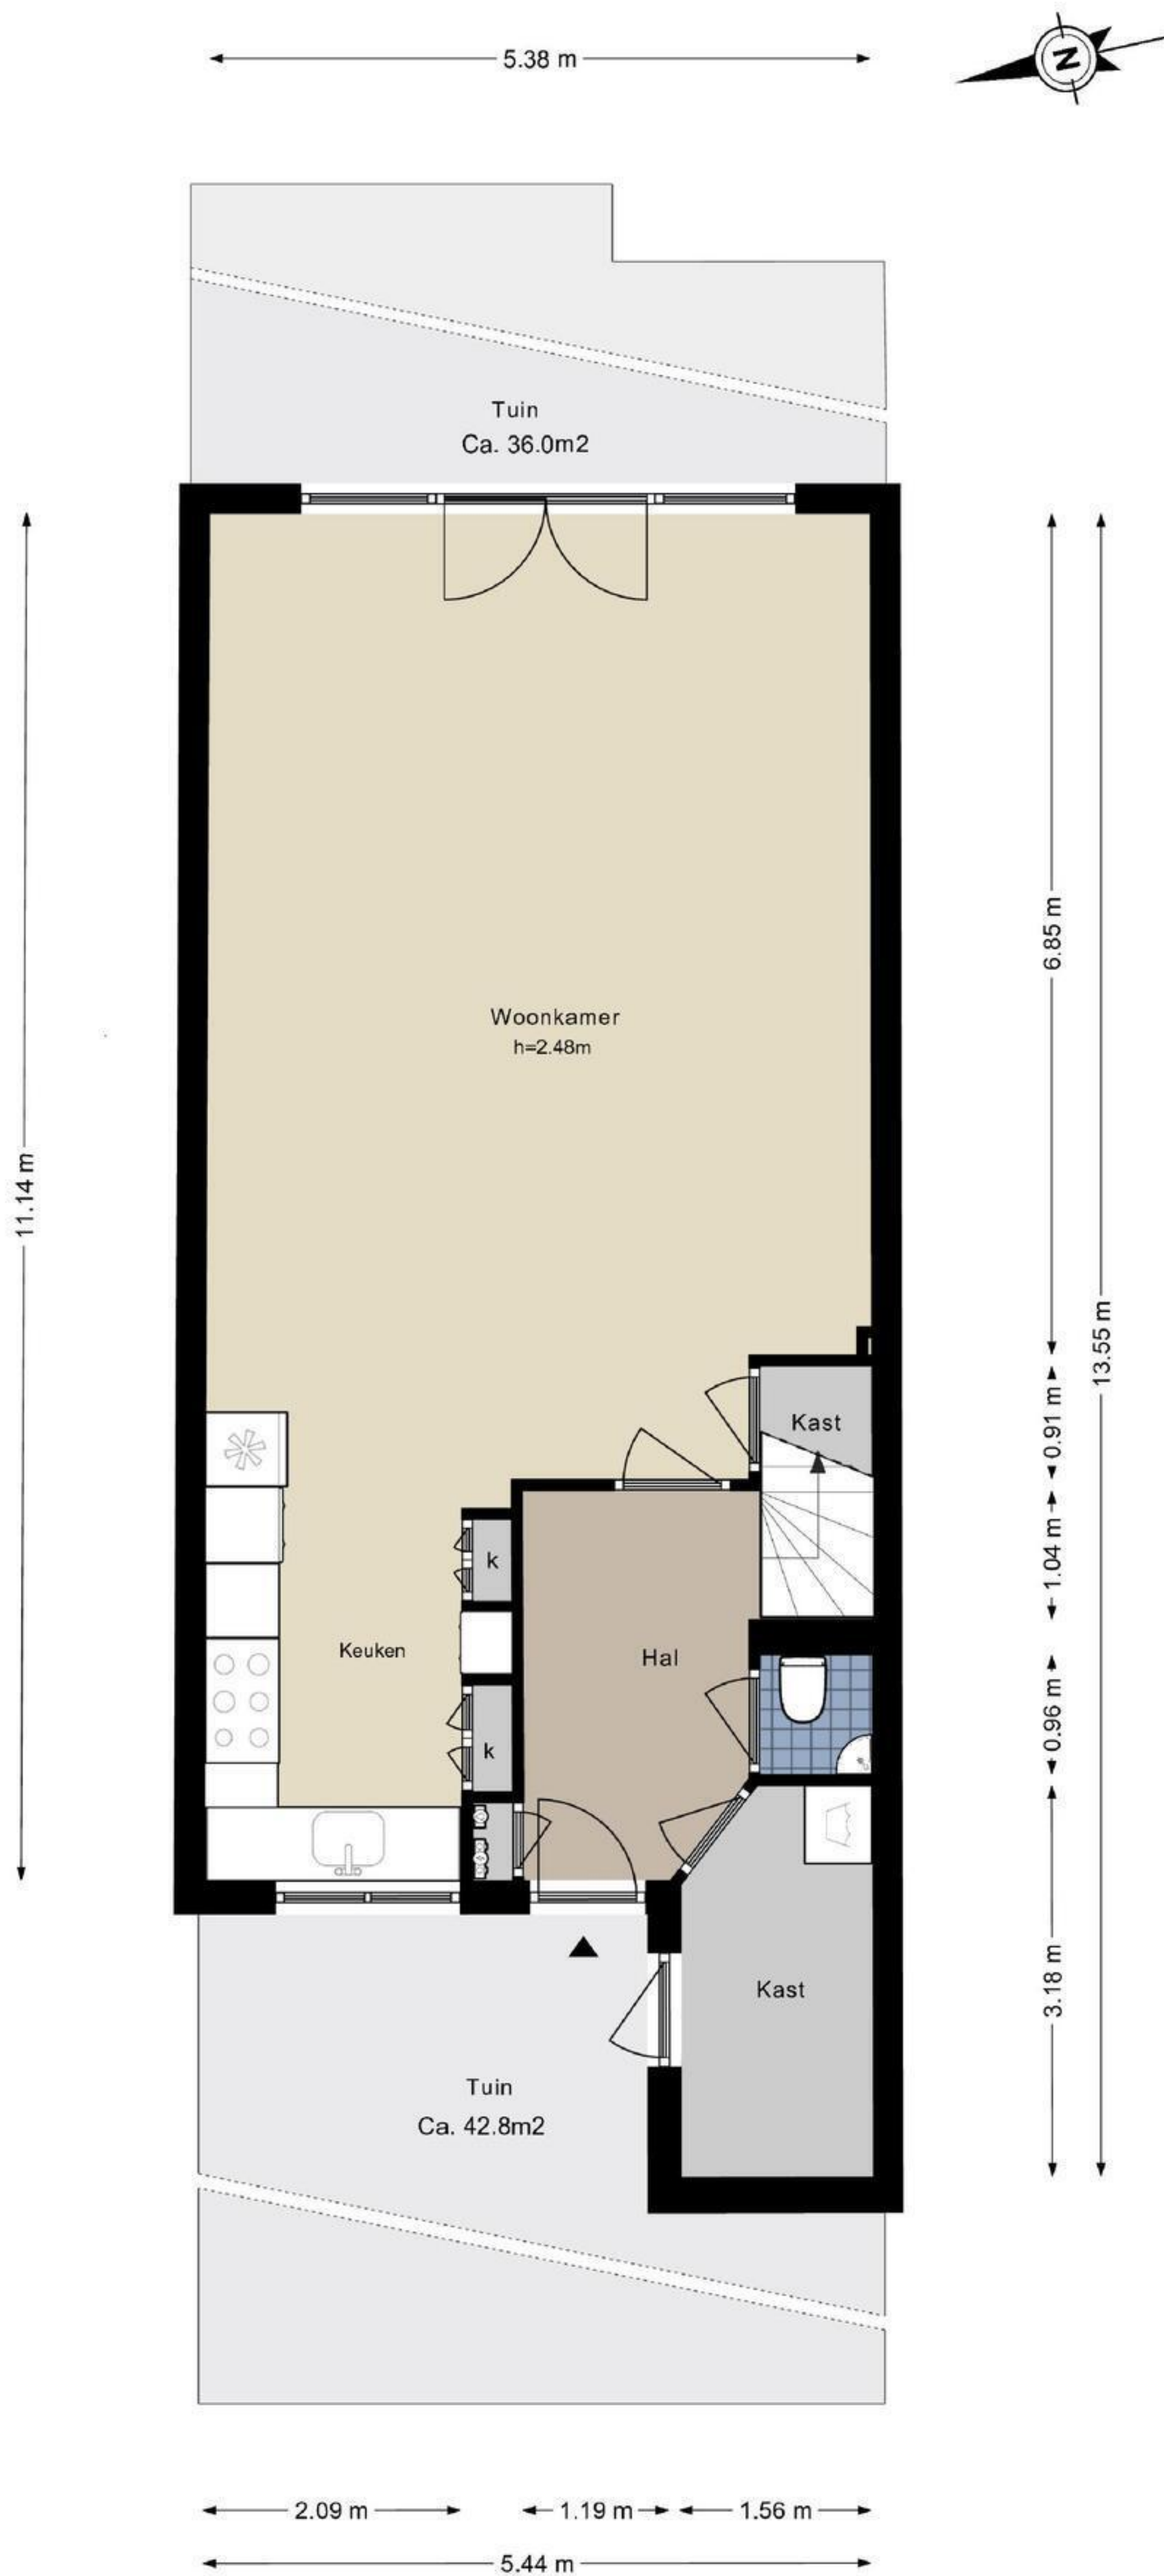 5.38 m
N
Tuin
Ca. 36.0m2
11.14 m
6.85 m
13.55 m
Woonkamer
h=2.48m
Kast
0.91 m
k
1.04 m
Keuken
Hal
0.96 m
k
Kast
3.18 m
Tuin
Ca. 42.8m2
2.09 m
1.19 m
1.56 m
5.44 m